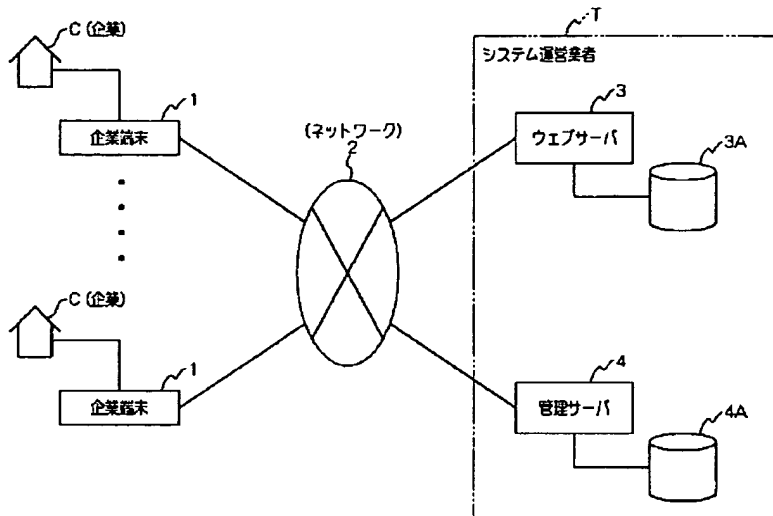 C (企業)
1
企業端末
C (企業)
1
企業端末
(ネットワーク)
2
T
システム運営業者
3
ウェブサーバ
3A
4
管理サーバ
4A